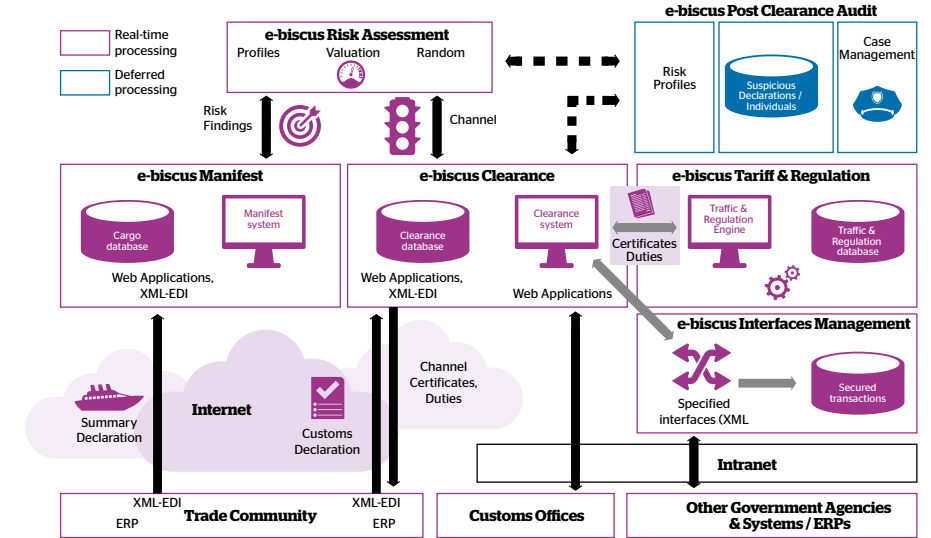 Real-time
processing
Deferred
processing
e-biscus Risk Assessment
Profiles
Valuation
Random
e-biscus Post Clearance Audit
Risk
Profiles
Suspicious
Declarations /
Individuals
Case
Management
Risk
Findings
Channel
e-biscus Manifest
Cargo
database
Manifest
system
Web Applications,
XML-EDI
e-biscus Clearance
Clearance
database
Clearance
system
Web Applications,
XML-EDI
Web Applications
Certificates
Duties
e-biscus Tariff & Regulation
Traffic &
Regulation
Engine
Traffic &
Regulation
database
e-biscus Interfaces Management
Specified
interfaces (XML
Secured
transactions
Summary
Declaration
Internet
Customs
Declaration
Channel
Certificates,
Duties
Intranet
XML-EDI
ERP
Trade Community
XML-EDI
ERP
Customs Offices
Other Government Agencies
& Systems / ERPs